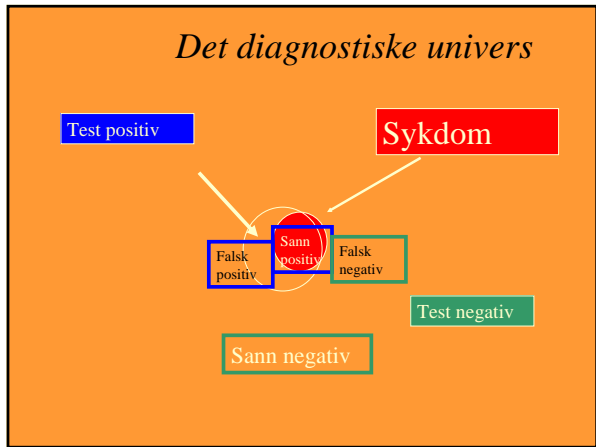 Det diagnostiske univers
Test positiv
Sykdom
Falsk
positiv
Sann
positiv
Falsk
negativ
Test negativ
Sann negativ